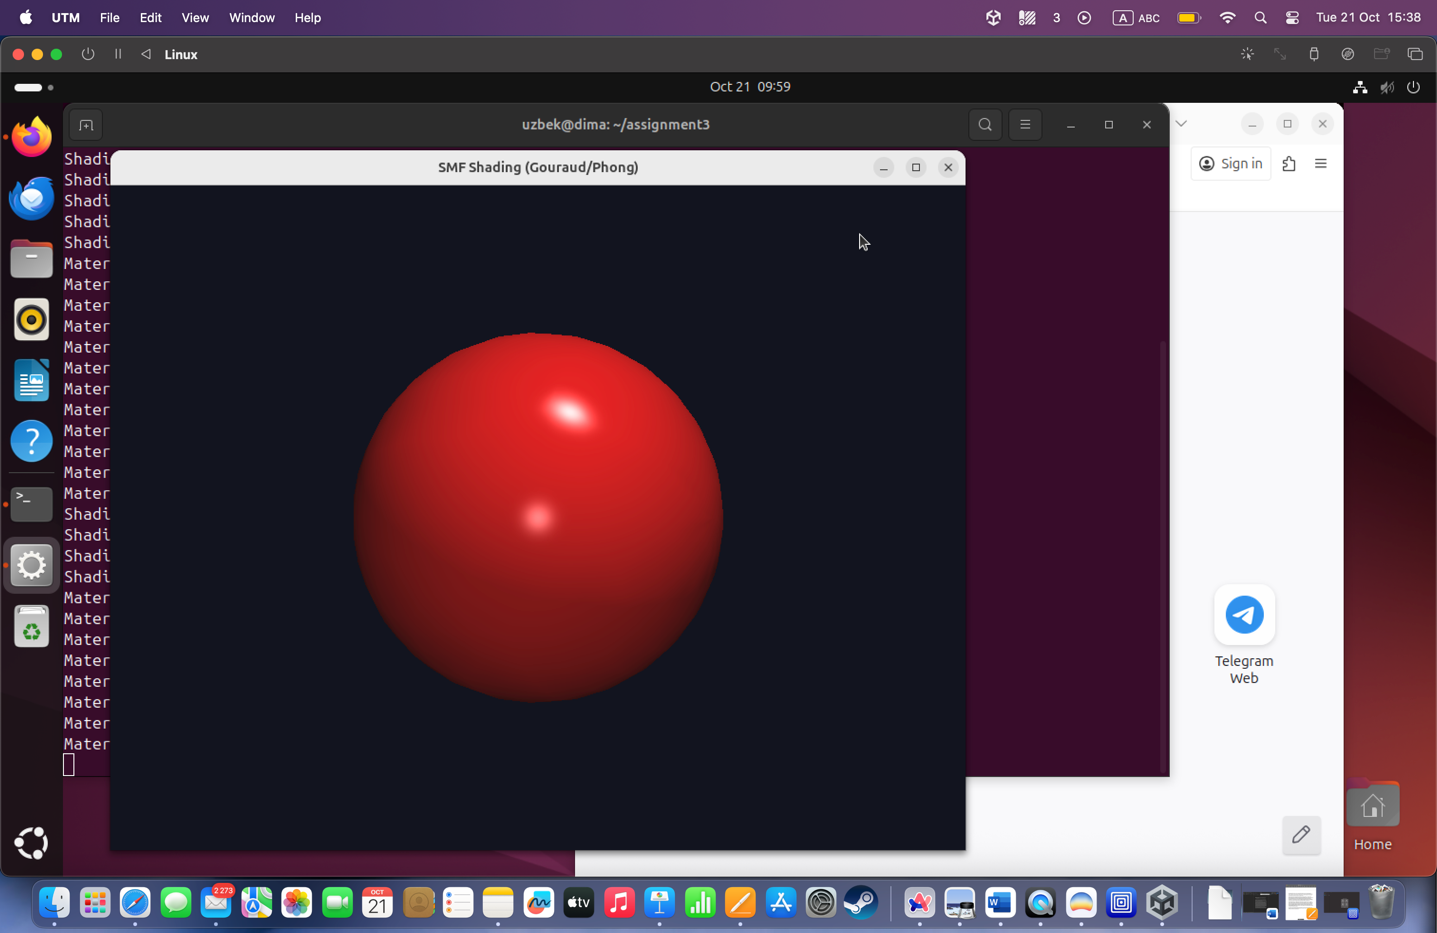 UTM File Edit View Window Help
3 A ABC Tue 21 Oct 15:38
Linux
Oct 21 09:59
uzbek@dima: ~/assignment3
SMF Shading (Gouraud/Phong)
Sign in
Shadi
Shadi
Shadi
Shadi
Shadi
Mater
Mater
Mater
Mater
Mater
Mater
Mater
Mater
Mater
Mater
Mater
Mater
Shadi
Shadi
Shadi
Shadi
Mater
Mater
Mater
Mater
Mater
Mater
Mater
Mater
>_
?
Telegram
Web
Home
2 273
OCT
21
tv
W